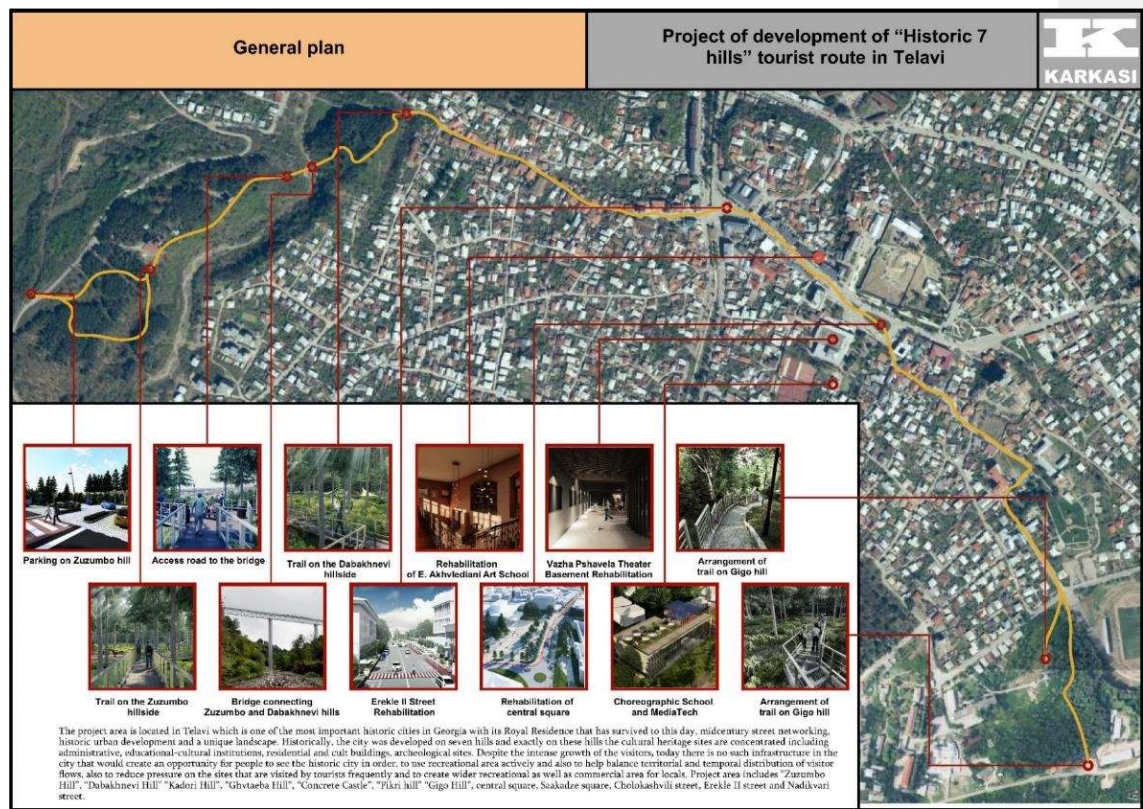 General plan
Project of development of “Historic 7
hills” tourist route in Telavi
K
KARKASI
Parking on Zuzumbo hill
Access road to the bridge
Trail on the Dabakhnevi
hillside
Rehabilitation
of E. Akhvlediani Art School
Vazha Pshavela Theater
Basement Rehabilitation
Arrangement of
trail on Gigo hill
Trail on the Zuzumbo
hillside
Bridge connecting
Zuzumbo and Dabakhnevi hills
Erekle II Street
Rehabilitation
Rehabilitation of
central square
Choreographic School
and MediaTech
Arrangement of
trail on Gigo hill
The project area is located in Telavi which is one of the most important historic cities in Georgia with its Royal Residence that has survived to this day, midcentury street networking,
historic urban development and a unique landscape. Historically, the city was developed on seven hills and exactly on these hills the cultural heritage sites are concentrated including
administrative, educational-cultural institutions, residential and cult buildings, archeological sites. Despite the intense growth of the visitors, today there is no such infrastructure in the
city that would create an opportunity for people to see the historic city in order, to use recreational area actively and also to help balance territorial and temporal distribution of visitor
flows, also to reduce pressure on the sites that are visited by tourists frequently and to create wider recreational as well as commercial area for locals. Project area includes “Zuzumbo
Hill”, “Dabakhnevi Hill” “Kadori Hill”, “Ghvtaeba Hill”, “Concrete Castle”, “Pikri hill” “Gigo Hill”, central square, Saakadze square, Cholokashvili street, Erekle II street and Nadikvari
street.